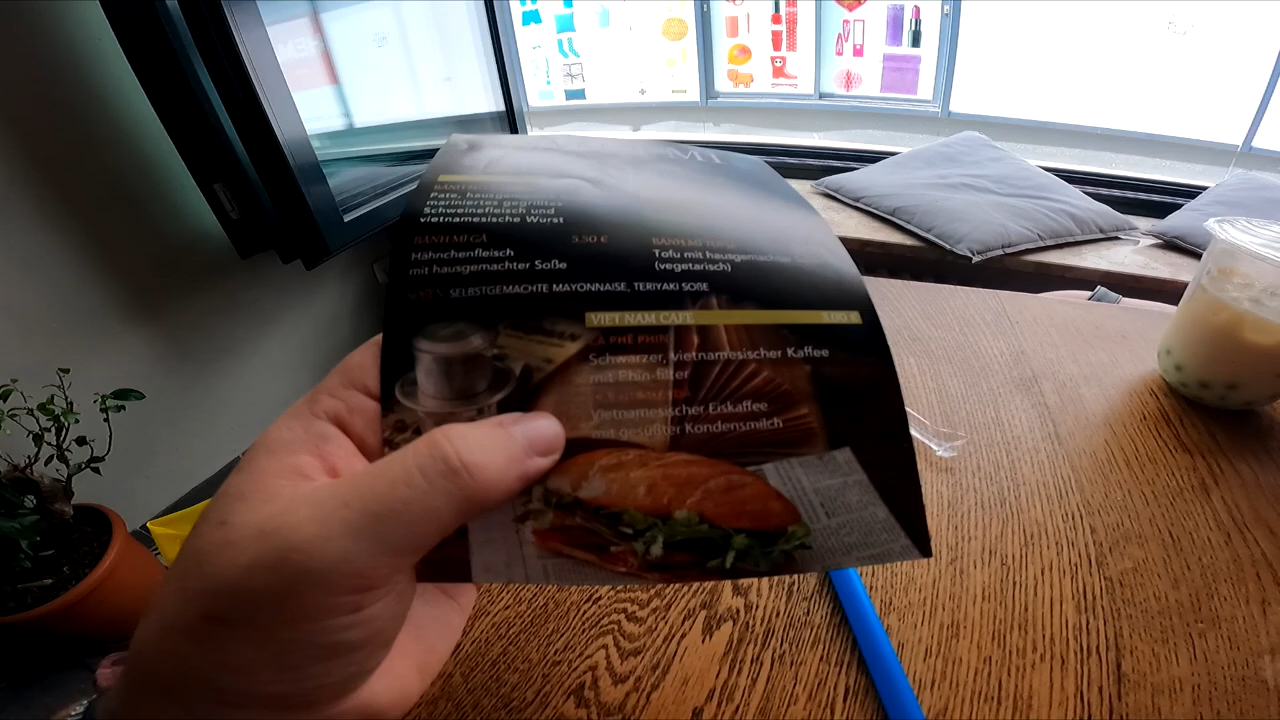 MI
Pate, hausgemachtes
mariniertes gegrilltes
Schweinefleisch und
vietnamesische Wurst
BÁNH MÌ GÀ 5.50 €
Hähnchenfleisch
mit hausgemachter Soße
Tofu mit hausgemachter
(vegetarisch)
SELBSTGEMACHTE MAYONNAISE, TERIYAKI SOßE
VIET NAM CAFE
CÀ PHÊ PHIN
Schwarzer, vietnamesischer Kaffee
mit Phin-filter
Vietnamesischer Eiskaffee
mit gesüßter Kondensmilch